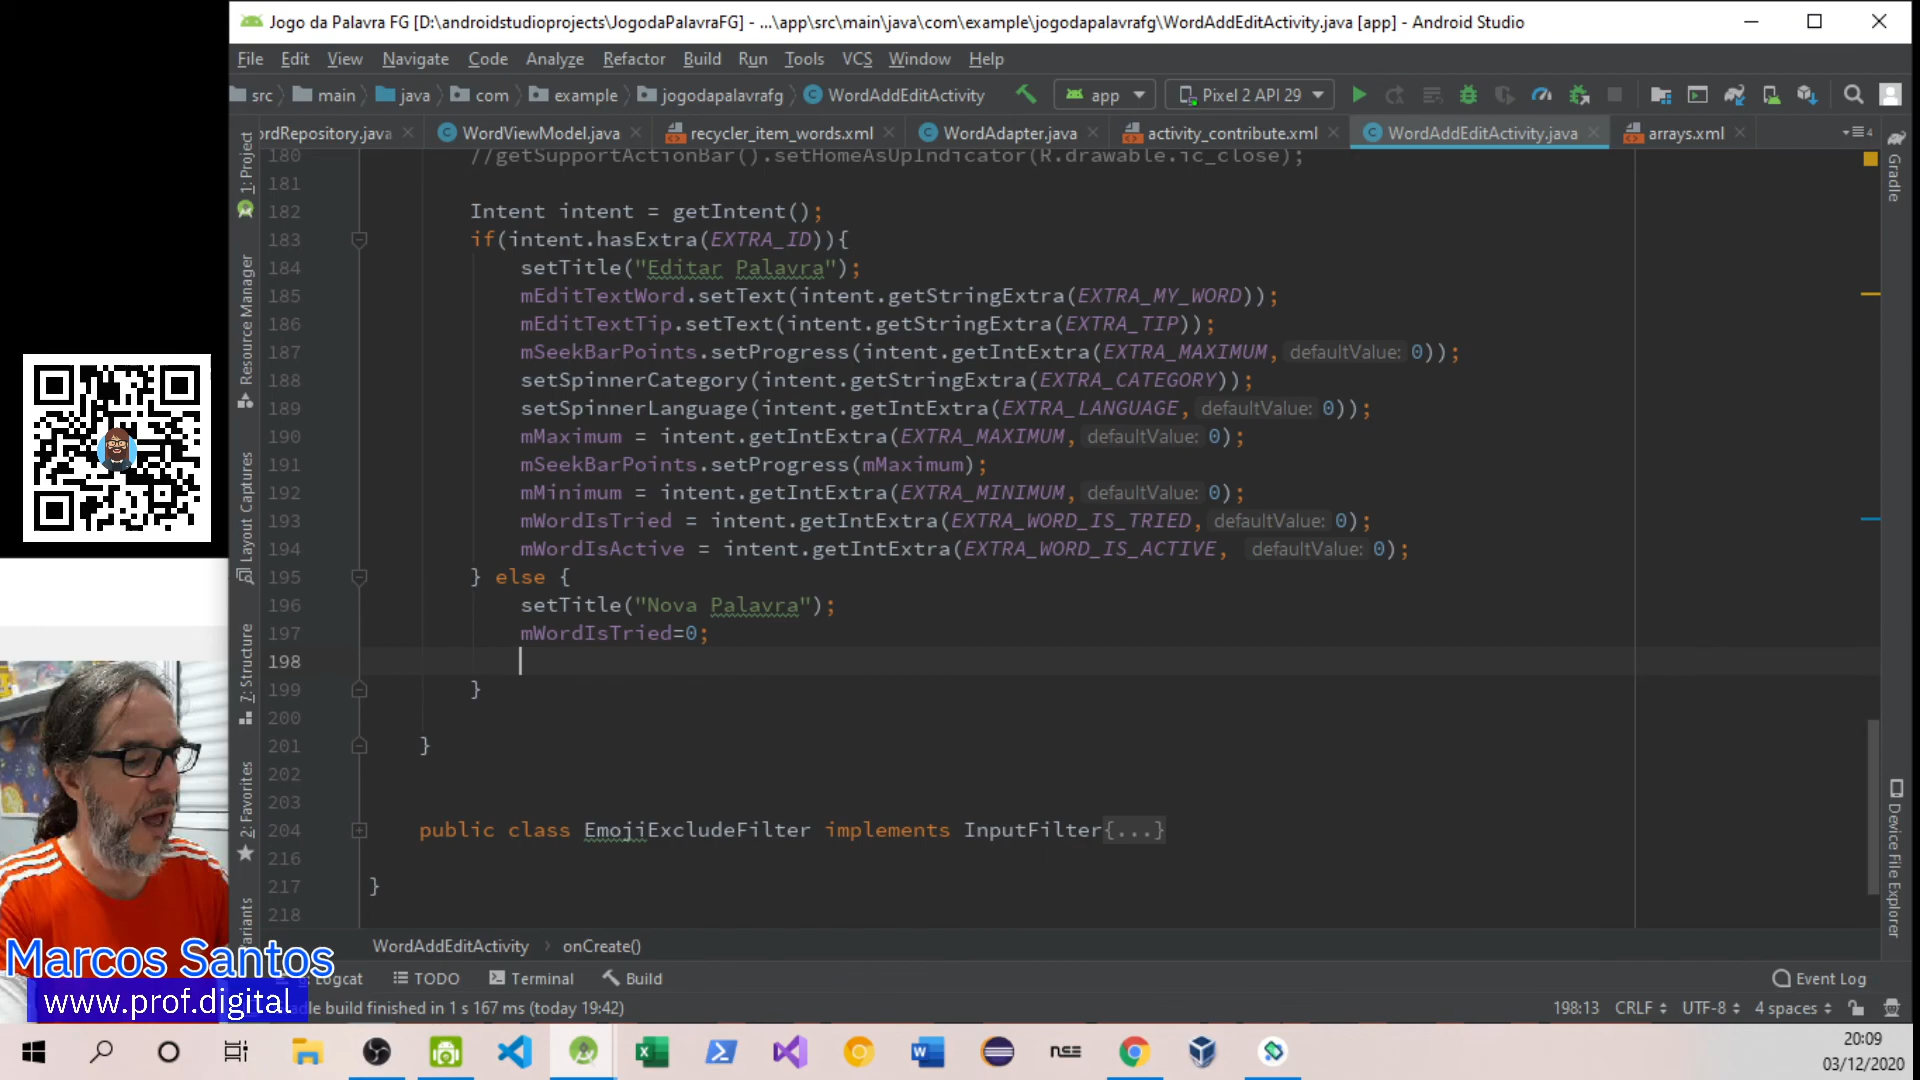 Jogo da Palavra FG [D:\androidstudioprojects\JogodaPalavraFG] - ...\app\src\main\java\com\example\jogodapalavrafg\WordAddEditActivity.java [app] - Android Studio
File Edit View Navigate Code Analyze Refactor Build Run Tools VCS Window Help
src main java com example jogodapalavrafg WordAddEditActivity app Pixel 2 API 29
ordRepository.java WordViewModel.java recycler_item_words.xml WordAdapter.java activity_contribute.xml WordAddEditActivity.java arrays.xml 4
180 //getSupportActionBar().setHomeAsUpIndicator(R.drawable.ic_close);
181
182 Intent intent = getIntent();
183 if(intent.hasExtra(EXTRA_ID)){
184 setTitle("Editar Palavra");
185 mEditTextWord.setText(intent.getStringExtra(EXTRA_MY_WORD));
186 mEditTextTip.setText(intent.getStringExtra(EXTRA_TIP));
187 mSeekBarPoints.setProgress(intent.getIntExtra(EXTRA_MAXIMUM, defaultValue: 0));
188 setSpinnerCategory(intent.getStringExtra(EXTRA_CATEGORY));
189 setSpinnerLanguage(intent.getIntExtra(EXTRA_LANGUAGE, defaultValue: 0));
190 mMaximum = intent.getIntExtra(EXTRA_MAXIMUM, defaultValue: 0);
191 mSeekBarPoints.setProgress(mMaximum);
192 mMinimum = intent.getIntExtra(EXTRA_MINIMUM, defaultValue: 0);
193 mWordIsTried = intent.getIntExtra(EXTRA_WORD_IS_TRIED, defaultValue: 0);
194 mWordIsActive = intent.getIntExtra(EXTRA_WORD_IS_ACTIVE, defaultValue: 0);
195 } else {
196 setTitle("Nova Palavra");
197 mWordIsTried=0;
198
199 }
200
201 }
202
203
204 public class EmojiExcludeFilter implements InputFilter{...}
216
217 }
218
1: Project
Resource Manager
Layout Captures
7: Structure
2: Favorites
ariants
Gradle
Device File Explorer
WordAddEditActivity onCreate()
Logcat TODO Terminal Build Event Log
dle build finished in 1 s 167 ms (today 19:42) 198:13 CRLF UTF-8 4 spaces
Marcos Santos
www.prof.digital
nse
20:09
03/12/2020